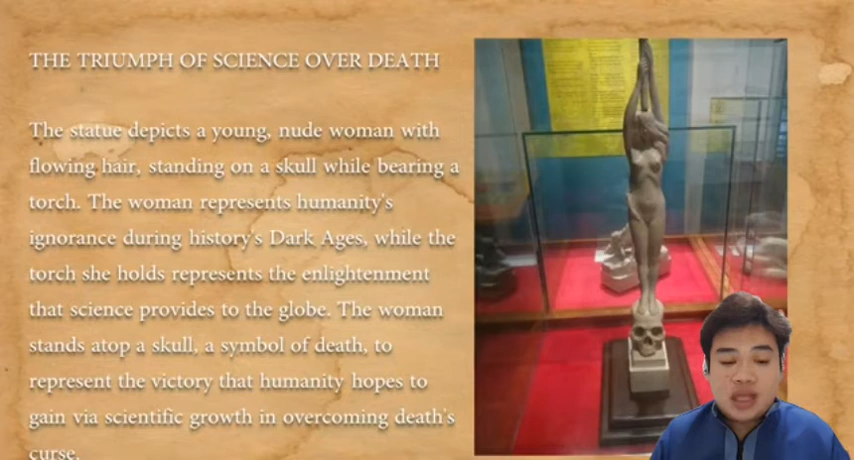 THE TRIUMPH OF SCIENCE OVER DEATH
The statue depicts a young, nude woman with
flowing hair, standing on a skull while bearing a
torch. The woman represents humanity's
ignorance during history's Dark Ages, while the
torch she holds represents the enlightenment
that science provides to the globe. The woman
stands atop a skull, a symbol of death, to
represent the victory that humanity hopes to
gain via scientific growth in overcoming death's
curse.